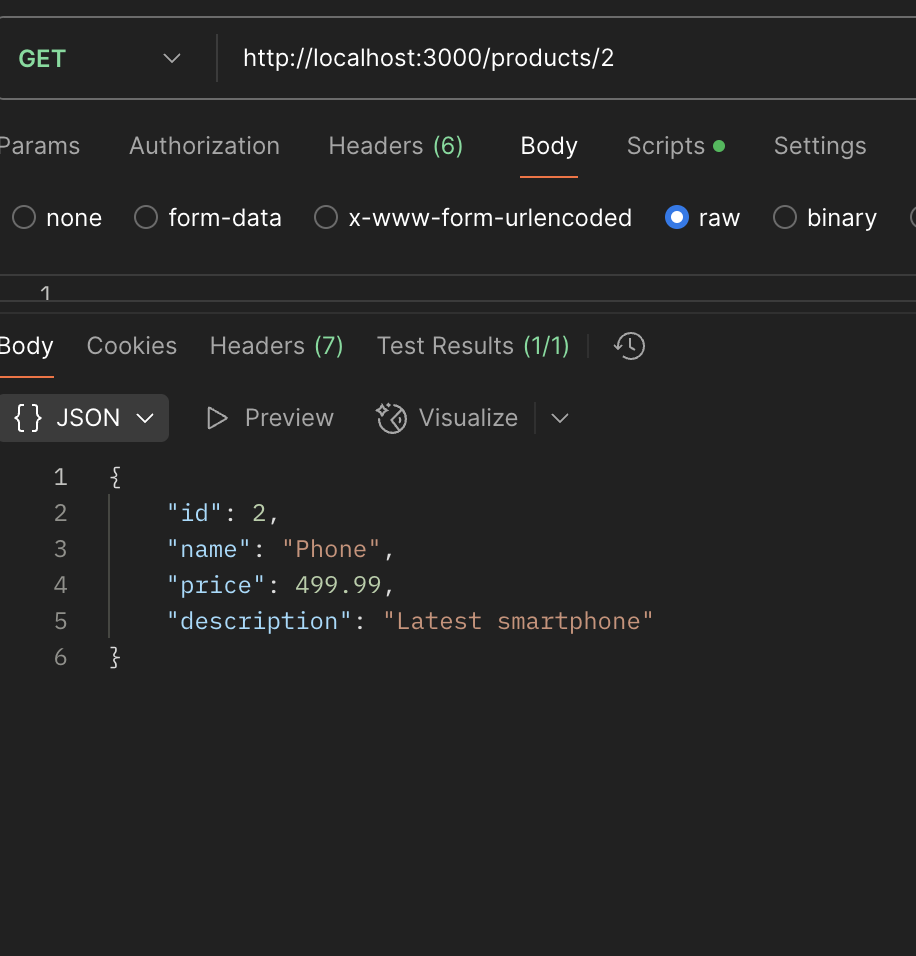 GET http://localhost:3000/products/2
Params Authorization Headers (6) Body Scripts Settings
none form-data x-www-form-urlencoded raw binary
1
Body Cookies Headers (7) Test Results (1/1)
{ } JSON Preview Visualize
1 {
2 "id": 2,
3 "name": "Phone",
4 "price": 499.99,
5 "description": "Latest smartphone"
6 }